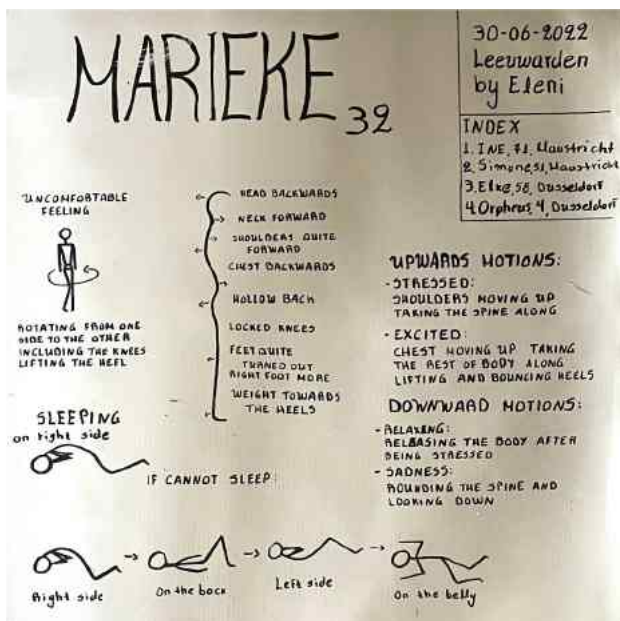 MARIEKE 32
30-06-2022
Leeuwarden
by Eleni
INDEX
1. INE, 71, Maastricht
2. Simone, 51, Maastricht
3. Elke, 58, Dusseldorf
4. Orpheus, 4, Dusseldorf
UNCOMFORTABLE
FEELING
ROTATING FROM ONE
SIDE TO THE OTHER
INCLUDING THE KNEES
LIFTING THE HEEL
HEAD BACKWARDS
NECK FORWARD
SHOULDERS QUITE
FORWARD
CHEST BACKWARDS
HOLLOW BACK
LOCKED KNEES
FEET QUITE
TURNED OUT
RIGHT FOOT MORE
WEIGHT TOWARDS
THE HEELS
UPWARDS MOTIONS:
- STRESSED:
SHOULDERS MOVING UP
TAKING THE SPINE ALONG
- EXCITED:
CHEST MOVING UP TAKING
THE REST OF BODY ALONG
LIFTING AND BOUNCING HEELS
DOWNWARD MOTIONS:
- RELAXING:
RELEASING THE BODY AFTER
BEING STRESSED
- SADNESS:
ROUNDING THE SPINE AND
LOOKING DOWN
SLEEPING
on right side
IF CANNOT SLEEP:
Right side
On the back
Left side
On the belly